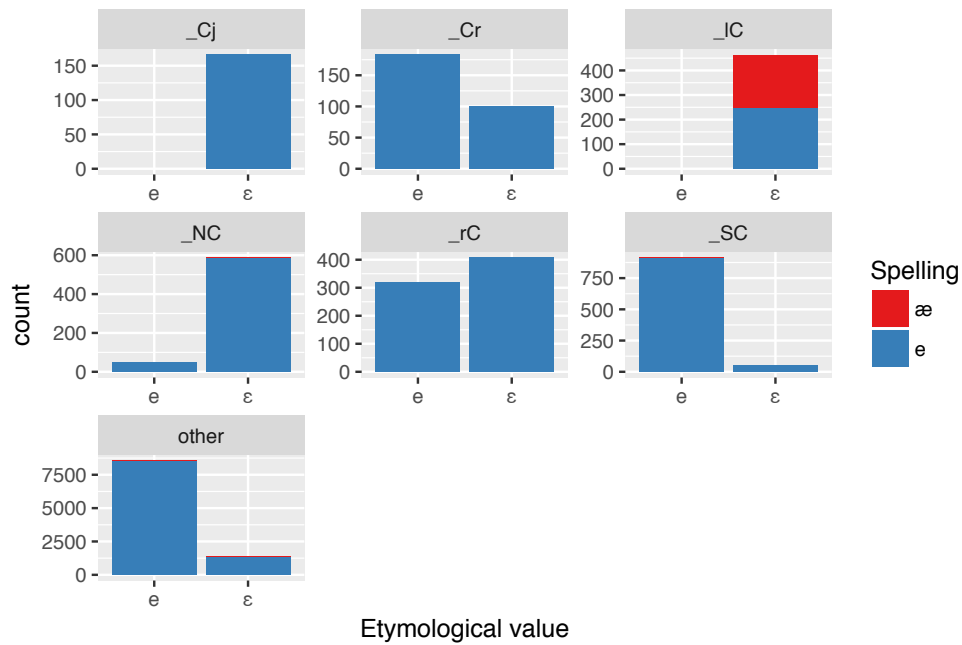 _Cj
_Cr
_lC
150
100
50
0
e
ε
150
100
50
0
e
ε
400
300
200
100
0
e
ε
_NC
_rC
_SC
600
400
200
0
e
ε
400
300
200
100
0
e
ε
750
500
250
0
e
ε
other
7500
5000
2500
0
e
ε
count
Etymological value
Spelling
æ
e